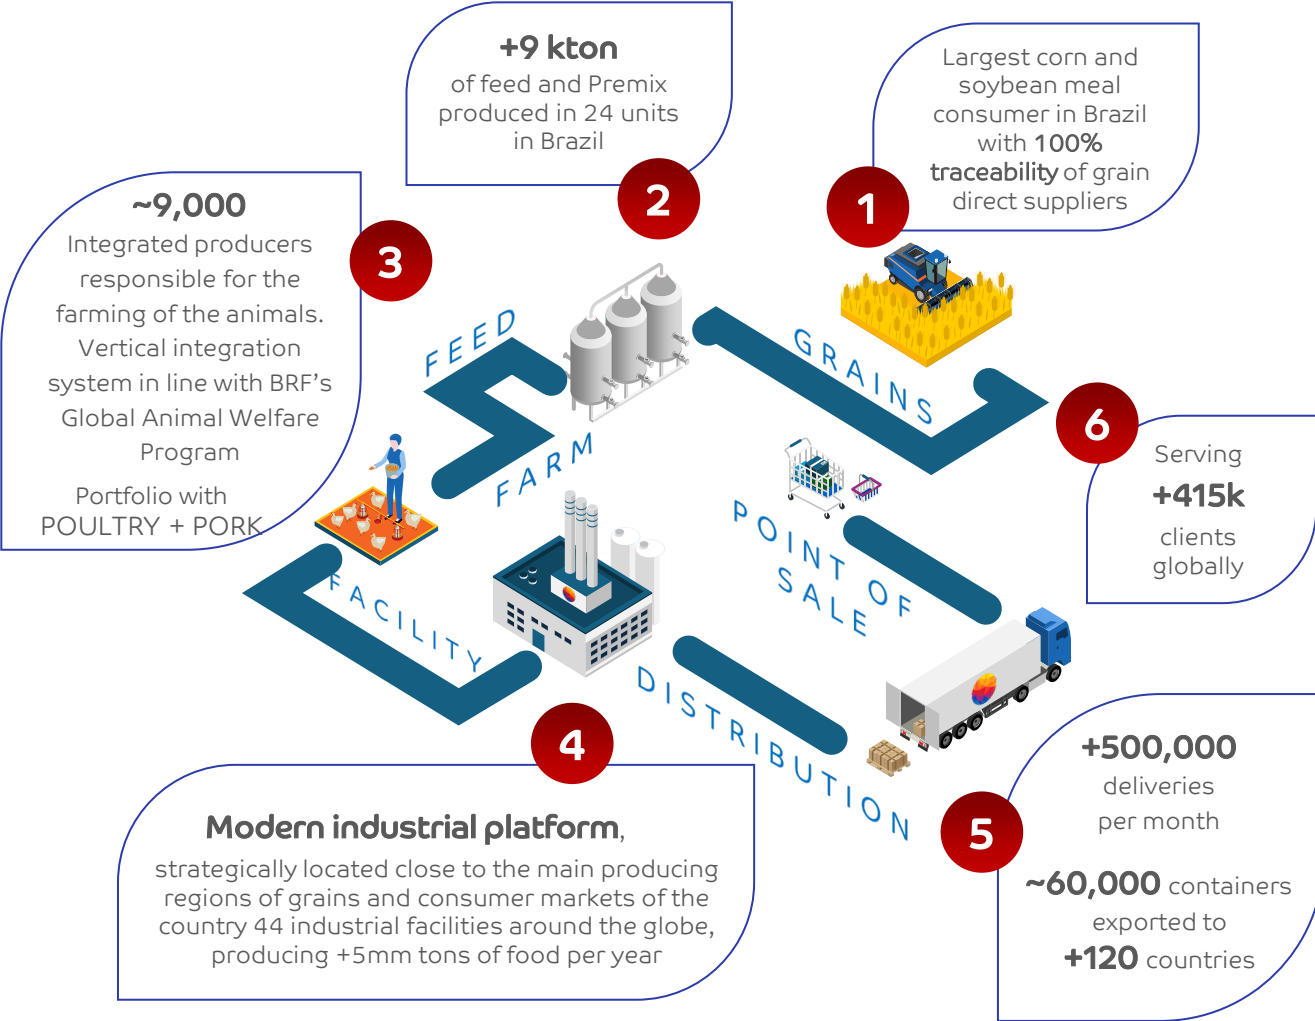 Largest corn and
soybean meal
consumer in Brazil
with 100%
traceability of grain
direct suppliers
1
GRAINS
+9 kton
of feed and Premix
produced in 24 units
in Brazil
2
FEED
~9,000
Integrated producers
responsible for the
farming of the animals.
Vertical integration
system in line with BRF's
Global Animal Welfare
Program
Portfolio with
POULTRY + PORK
3
FARM
FACILITY
4
Modern industrial platform,
strategically located close to the main producing
regions of grains and consumer markets of the
country 44 industrial facilities around the globe,
producing +5mm tons of food per year
DISTRIBUTION
5
+500,000
deliveries
per month
~60,000 containers
exported to
+120 countries
POINT OF
SALE
6
Serving
+415k
clients
globally